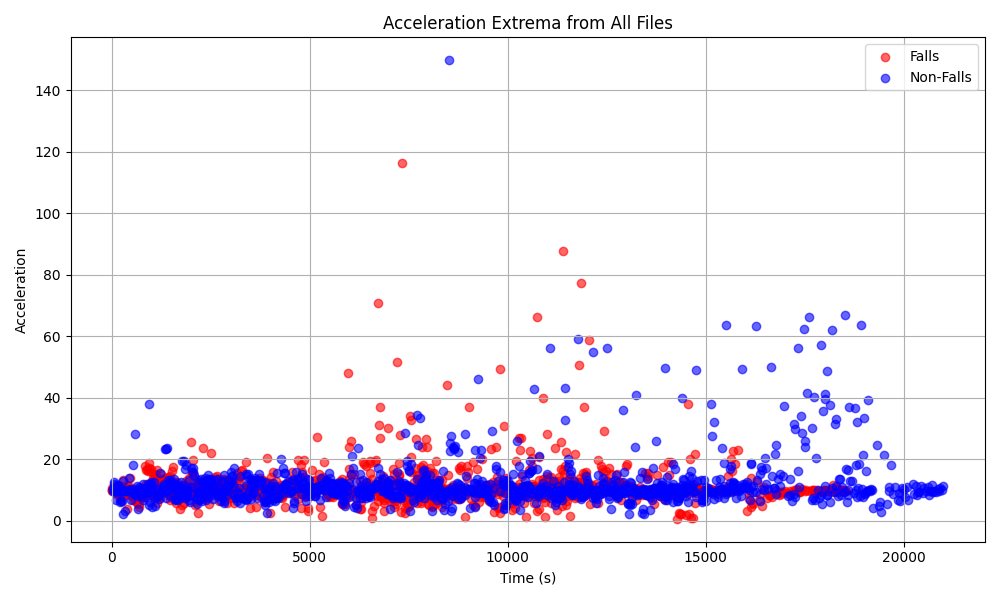 Acceleration Extrema from All Files
Falls
Non-Falls
Acceleration
140
120
100
80
60
40
20
0
0 5000 10000 15000 20000
Time (s)